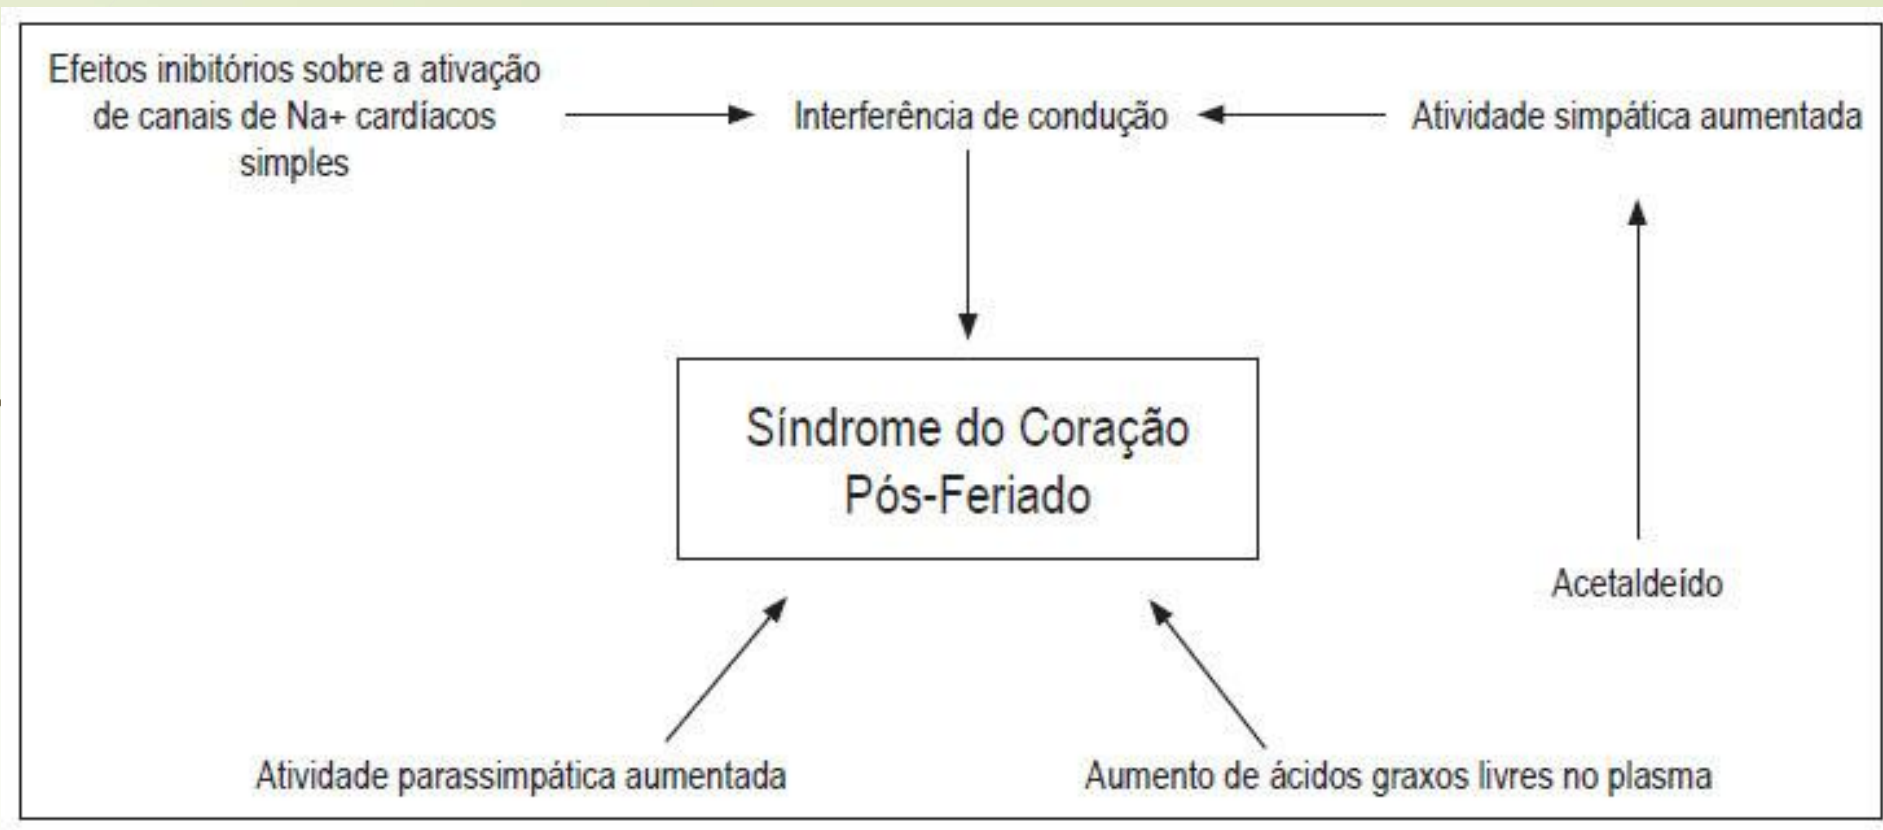 Efeitos inibitórios sobre a ativação
de canais de Na+ cardíacos
simples
Interferência de condução
Atividade simpática aumentada
Síndrome do Coração
Pós-Feriado
Acetaldeído
Atividade parassimpática aumentada
Aumento de ácidos graxos livres no plasma